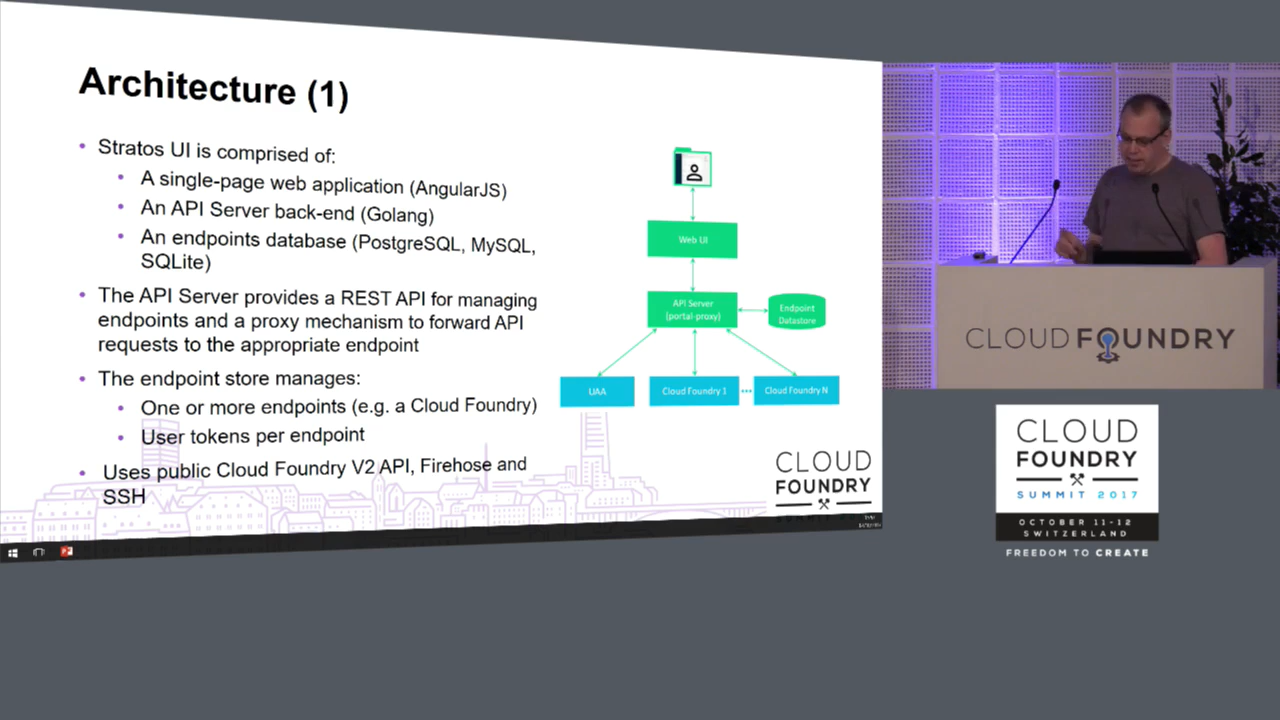 Architecture (1)
• Stratos UI is comprised of:
• A single-page web application (AngularJS)
• An API Server back-end (Golang)
• An endpoints database (PostgreSQL, MySQL,
SQLite)
• The API Server provides a REST API for managing
endpoints and a proxy mechanism to forward API
requests to the appropriate endpoint
• The endpoint store manages:
• One or more endpoints (e.g. a Cloud Foundry)
• User tokens per endpoint
• Uses public Cloud Foundry V2 API, Firehose and
SSH
Web UI
API Server
(portal-proxy)
Endpoint
Datastore
UAA
Cloud Foundry 1
Cloud Foundry N
CLOUD
FOUNDRY
CLOUD FOUNDRY
CLOUD
FOUNDRY
SUMMIT 2017
OCTOBER 11-12
SWITZERLAND
FREEDOM TO CREATE